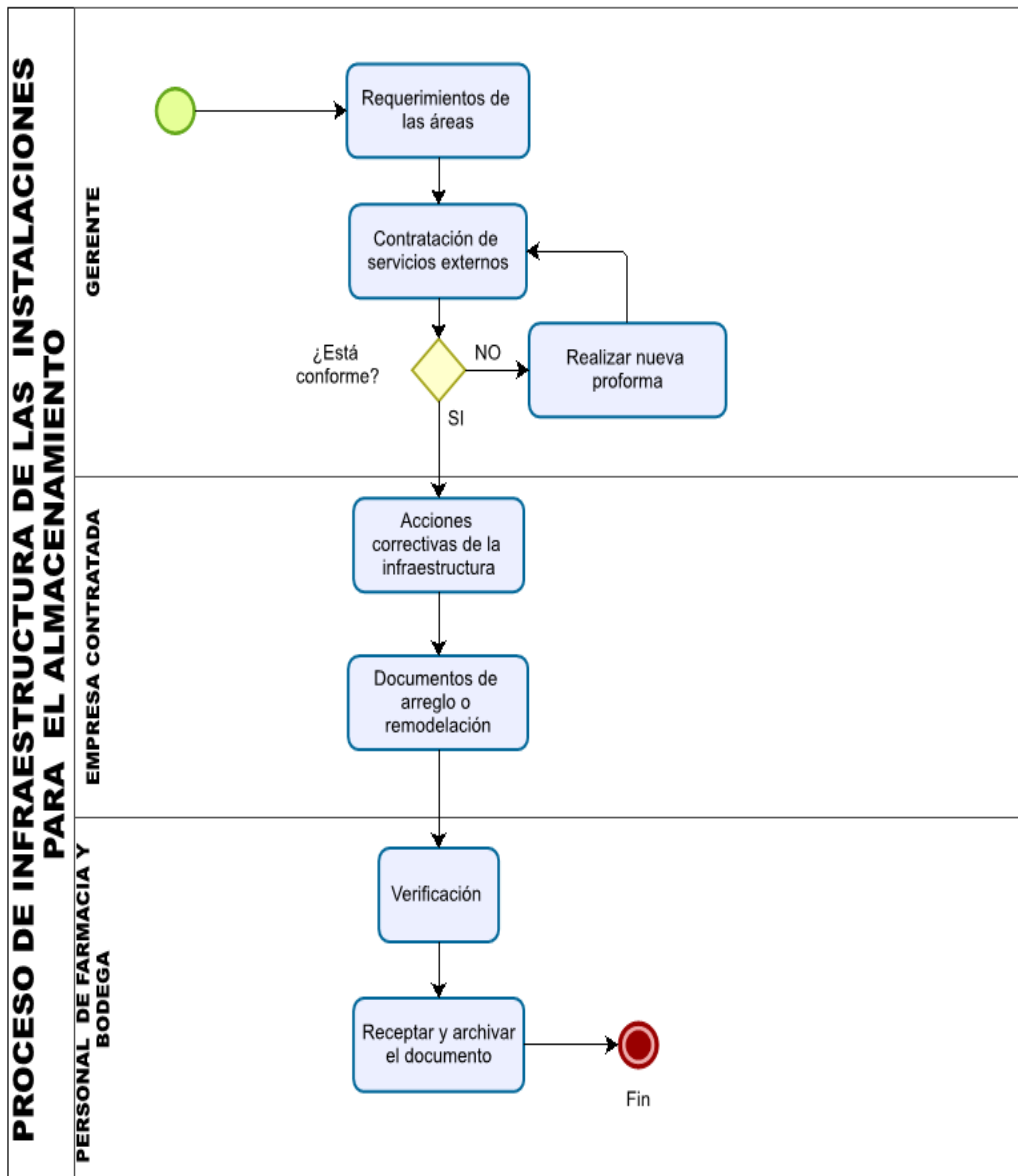 PROCESO DE INFRAESTRUCTURA DE LAS INSTALACIONES
PARA EL ALMACENAMIENTO
GERENTE
Requerimientos de
las áreas
Contratación de
servicios externos
¿Está
conforme?
NO
Realizar nueva
proforma
SI
EMPRESA CONTRATADA
Acciones
correctivas de la
infraestructura
Documentos de
arreglo o
remodelación
PERSONAL DE FARMACIA Y
BODEGA
Verificación
Receptar y archivar
el documento
Fin